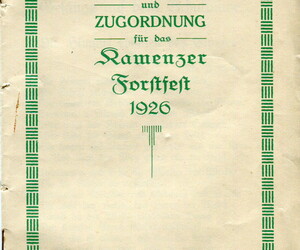 und
ZUGORDNUNG
für das
Kamenzer
Forstfest
1926